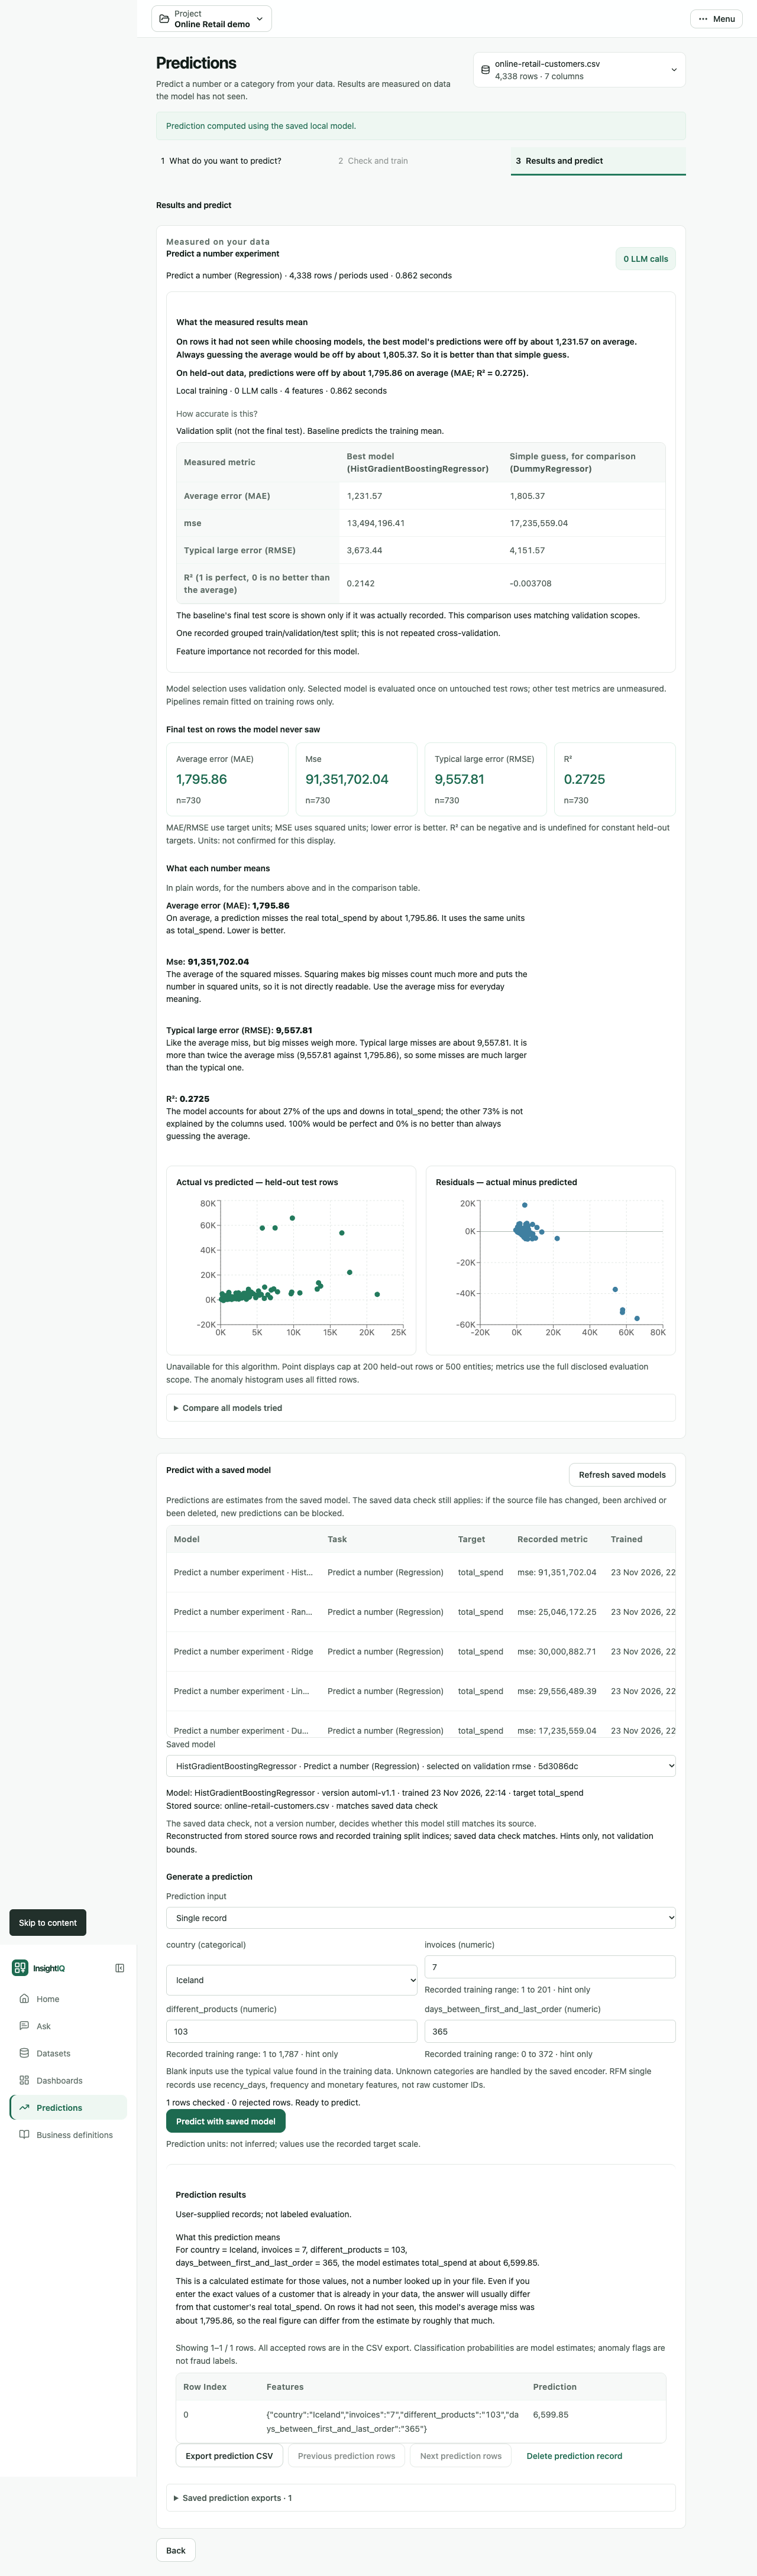 Project
Online Retail demo
Menu
Predictions
Predict a number or a category from your data. Results are measured on data
the model has not seen.
online-retail-customers.csv
4,338 rows · 7 columns
Prediction computed using the saved local model.
1 What do you want to predict?
2 Check and train
3 Results and predict
Results and predict
Measured on your data
Predict a number experiment
0 LLM calls
Predict a number (Regression) · 4,338 rows / periods used · 0.862 seconds
What the measured results mean
On rows it had not seen while choosing models, the best model's predictions were off by about 1,231.57 on average.
Always guessing the average would be off by about 1,805.37. So it is better than that simple guess.
On held-out data, predictions were off by about 1,795.86 on average (MAE; R² = 0.2725).
Local training · 0 LLM calls · 4 features · 0.862 seconds
How accurate is this?
Validation split (not the final test). Baseline predicts the training mean.
Measured metric
Best model
(HistGradientBoostingRegressor)
Simple guess, for comparison
(DummyRegressor)
Average error (MAE) 1,231.57 1,805.37
mse 13,494,196.41 17,235,559.04
Typical large error (RMSE) 3,673.44 4,151.57
R² (1 is perfect, 0 is no better than
the average)
0.2142 -0.003708
The baseline's final test score is shown only if it was actually recorded. This comparison uses matching validation scopes.
One recorded grouped train/validation/test split; this is not repeated cross-validation.
Feature importance not recorded for this model.
Model selection uses validation only. Selected model is evaluated once on untouched test rows; other test metrics are unmeasured.
Pipelines remain fitted on training rows only.
Final test on rows the model never saw
Average error (MAE)
1,795.86
n=730
Mse
91,351,702.04
n=730
Typical large error (RMSE)
9,557.81
n=730
R²
0.2725
n=730
MAE/RMSE use target units; MSE uses squared units; lower error is better. R² can be negative and is undefined for constant held-out
targets. Units: not confirmed for this display.
What each number means
In plain words, for the numbers above and in the comparison table.
Average error (MAE): 1,795.86
On average, a prediction misses the real total_spend by about 1,795.86. It uses the same units
as total_spend. Lower is better.
Mse: 91,351,702.04
The average of the squared misses. Squaring makes big misses count much more and puts the
number in squared units, so it is not directly readable. Use the average miss for everyday
meaning.
Typical large error (RMSE): 9,557.81
Like the average miss, but big misses weigh more. Typical large misses are about 9,557.81. It is
more than twice the average miss (9,557.81 against 1,795.86), so some misses are much larger
than the typical one.
R²: 0.2725
The model accounts for about 27% of the ups and downs in total_spend; the other 73% is not
explained by the columns used. 100% would be perfect and 0% is no better than always
guessing the average.
Actual vs predicted — held-out test rows
80K
60K
40K
20K
0K
-20K
0K 5K 10K 15K 20K 25K
Residuals — actual minus predicted
20K
0K
-20K
-40K
-60K
-20K 0K 20K 40K 60K 80K
Unavailable for this algorithm. Point displays cap at 200 held-out rows or 500 entities; metrics use the full disclosed evaluation
scope. The anomaly histogram uses all fitted rows.
Compare all models tried
Predict with a saved model
Refresh saved models
Predictions are estimates from the saved model. The saved data check still applies: if the source file has changed, been archived or
been deleted, new predictions can be blocked.
Model Task Target Recorded metric Trained
Predict a number experiment · Hist... Predict a number (Regression) total_spend mse: 91,351,702.04 23 Nov 2026, 22
Predict a number experiment · Ran... Predict a number (Regression) total_spend mse: 25,046,172.25 23 Nov 2026, 22
Predict a number experiment · Ridge Predict a number (Regression) total_spend mse: 30,000,882.71 23 Nov 2026, 22
Predict a number experiment · Lin... Predict a number (Regression) total_spend mse: 29,556,489.39 23 Nov 2026, 22
Predict a number experiment · Du... Predict a number (Regression) total_spend mse: 17,235,559.04 23 Nov 2026, 22
Saved model
HistGradientBoostingRegressor · Predict a number (Regression) · selected on validation rmse · 5d3086dc
Model: HistGradientBoostingRegressor · version automl-v1.1 · trained 23 Nov 2026, 22:14 · target total_spend
Stored source: online-retail-customers.csv · matches saved data check
The saved data check, not a version number, decides whether this model still matches its source.
Reconstructed from stored source rows and recorded training split indices; saved data check matches. Hints only, not validation
bounds.
Generate a prediction
Prediction input
Single record
country (categorical)
Iceland
invoices (numeric)
7
Recorded training range: 1 to 201 · hint only
different_products (numeric)
103
Recorded training range: 1 to 1,787 · hint only
days_between_first_and_last_order (numeric)
365
Recorded training range: 0 to 372 · hint only
Blank inputs use the typical value found in the training data. Unknown categories are handled by the saved encoder. RFM single
records use recency_days, frequency and monetary features, not raw customer IDs.
1 rows checked · 0 rejected rows. Ready to predict.
Predict with saved model
Prediction units: not inferred; values use the recorded target scale.
Prediction results
User-supplied records; not labeled evaluation.
What this prediction means
For country = Iceland, invoices = 7, different_products = 103,
days_between_first_and_last_order = 365, the model estimates total_spend at about 6,599.85.
This is a calculated estimate for those values, not a number looked up in your file. Even if you
enter the exact values of a customer that is already in your data, the answer will usually differ
from that customer's real total_spend. On rows it had not seen, this model's average miss was
about 1,795.86, so the real figure can differ from the estimate by roughly that much.
Showing 1–1 / 1 rows. All accepted rows are in the CSV export. Classification probabilities are model estimates; anomaly flags are
not fraud labels.
Row Index Features Prediction
0 {"country":"Iceland","invoices":"7","different_products":"103","da
ys_between_first_and_last_order":"365"}
6,599.85
Export prediction CSV
Previous prediction rows
Next prediction rows
Delete prediction record
Saved prediction exports · 1
Back
Skip to content
InsightIQ
Home
Ask
Datasets
Dashboards
Predictions
Business definitions